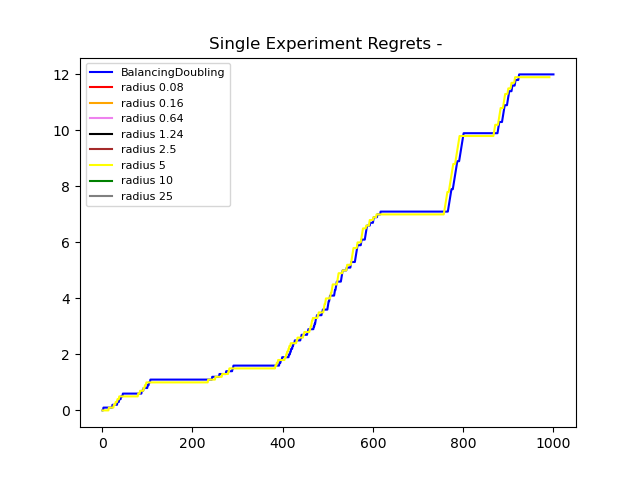 Single Experiment Regrets -
BalancingDoubling
radius 0.08
radius 0.16
radius 0.64
radius 1.24
radius 2.5
radius 5
radius 10
radius 25
12
10
8
6
4
2
0
0 200 400 600 800 1000